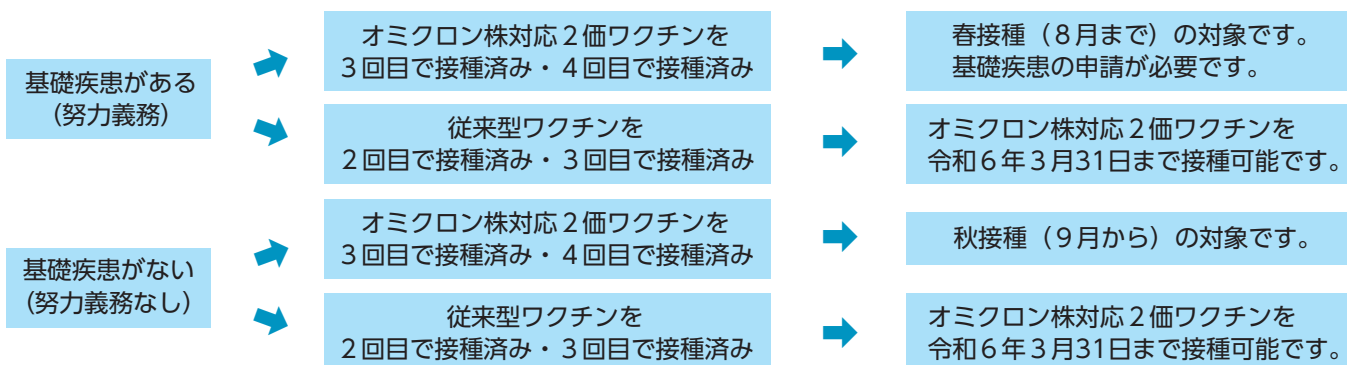 基礎疾患がある
（努力義務）
オミクロン株対応２価ワクチンを
３回目で接種済み・４回目で接種済み
春接種（８月まで）の対象です。
基礎疾患の申請が必要です。
従来型ワクチンを
２回目で接種済み・３回目で接種済み
オミクロン株対応２価ワクチンを
令和６年３月31日まで接種可能です。
基礎疾患がない
（努力義務なし）
オミクロン株対応２価ワクチンを
３回目で接種済み・４回目で接種済み
秋接種（９月から）の対象です。
従来型ワクチンを
２回目で接種済み・３回目で接種済み
オミクロン株対応２価ワクチンを
令和６年３月31日まで接種可能です。